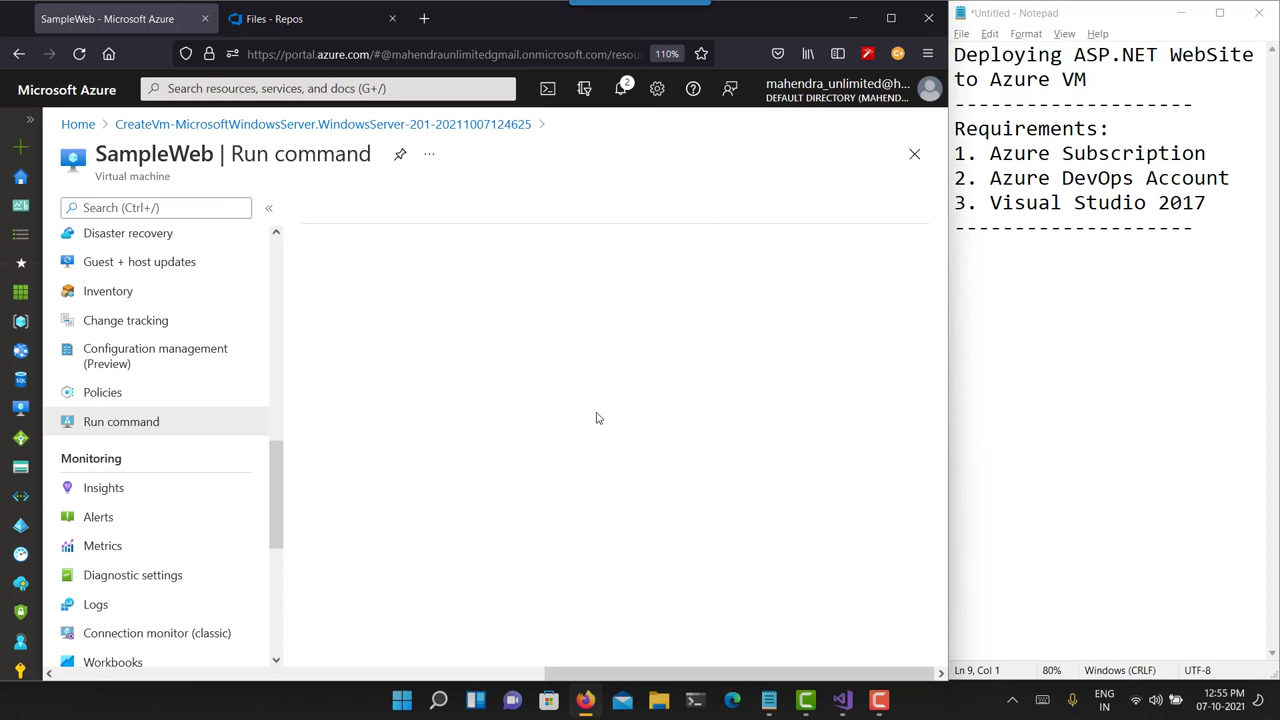 SampleWeb - Microsoft Azure
Files - Repos
https://portal.azure.com/#@mahendraunlimitedgmail.onmicrosoft.com/resou
110%
Microsoft Azure
Search resources, services, and docs (G+/)
2
mahendra_unlimited@h...
DEFAULT DIRECTORY (MAHEND...
Home > CreateVm-MicrosoftWindowsServer.WindowsServer-201-20211007124625 >
SampleWeb | Run command
...
Virtual machine
Search (Ctrl+/)
«
Disaster recovery
Guest + host updates
Inventory
Change tracking
Configuration management
(Preview)
Policies
Run command
Monitoring
Insights
Alerts
Metrics
Diagnostic settings
Logs
Connection monitor (classic)
Workbooks
*Untitled - Notepad
File Edit Format View Help
Deploying ASP.NET WebSite
to Azure VM
--------------------
Requirements:
1. Azure Subscription
2. Azure DevOps Account
3. Visual Studio 2017
--------------------
Ln 9, Col 1
80%
Windows (CRLF)
UTF-8
ENG
IN
12:55 PM
07-10-2021